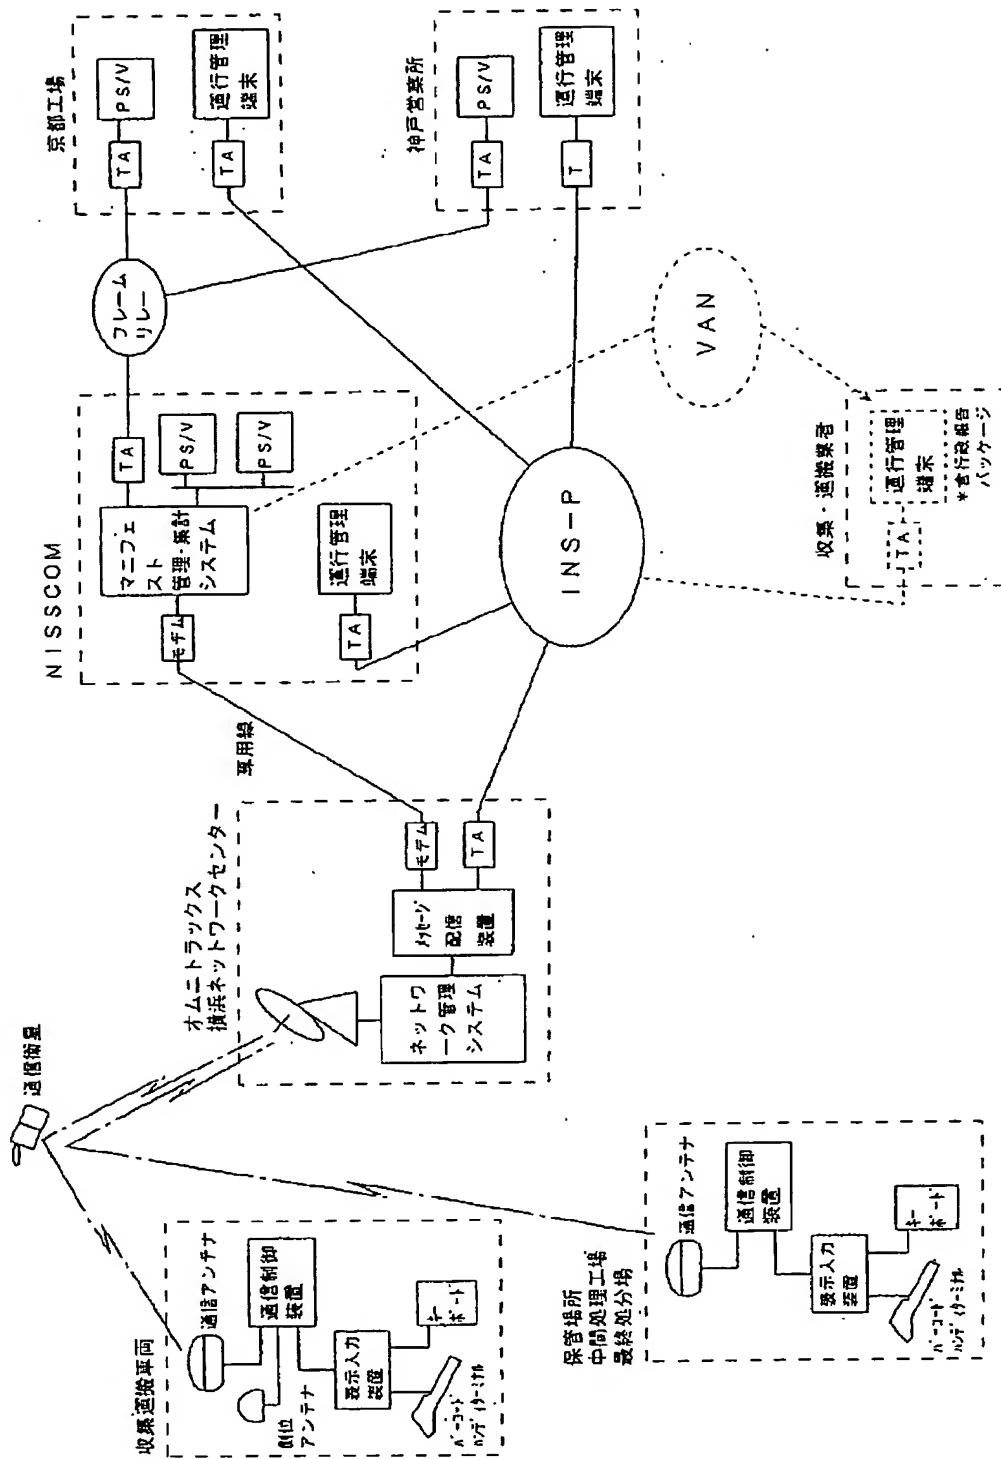 通信衛星
収集運搬車両
通信アンテナ
測位
アンテナ
通信制御
装置
表示入力
装置
キー
ボード
バーコード
ハンディターミナル
保管場所
中間処理工場
最終処分場
通信アンテナ
通信制御
装置
表示入力
装置
キー
ボード
バーコード
ハンディターミナル
オムニトラックス
横浜ネットワークセンター
ネットワ
ーク管理
システム
メッセージ
配信
装置
モデム
TA
専用線
NISSCOM
モデム
マニフェ
スト
管理・集計
システム
TA
PS/V
PS/V
運行管理
端末
TA
フレーム
リレー
INS-P
VAN
京都工場
TA
PS/V
TA
運行管理
端末
神戸営業所
TA
PS/V
T
運行管理
端末
収集・運搬業者
TA
運行管理
端末
*含行政報告
パッケージ